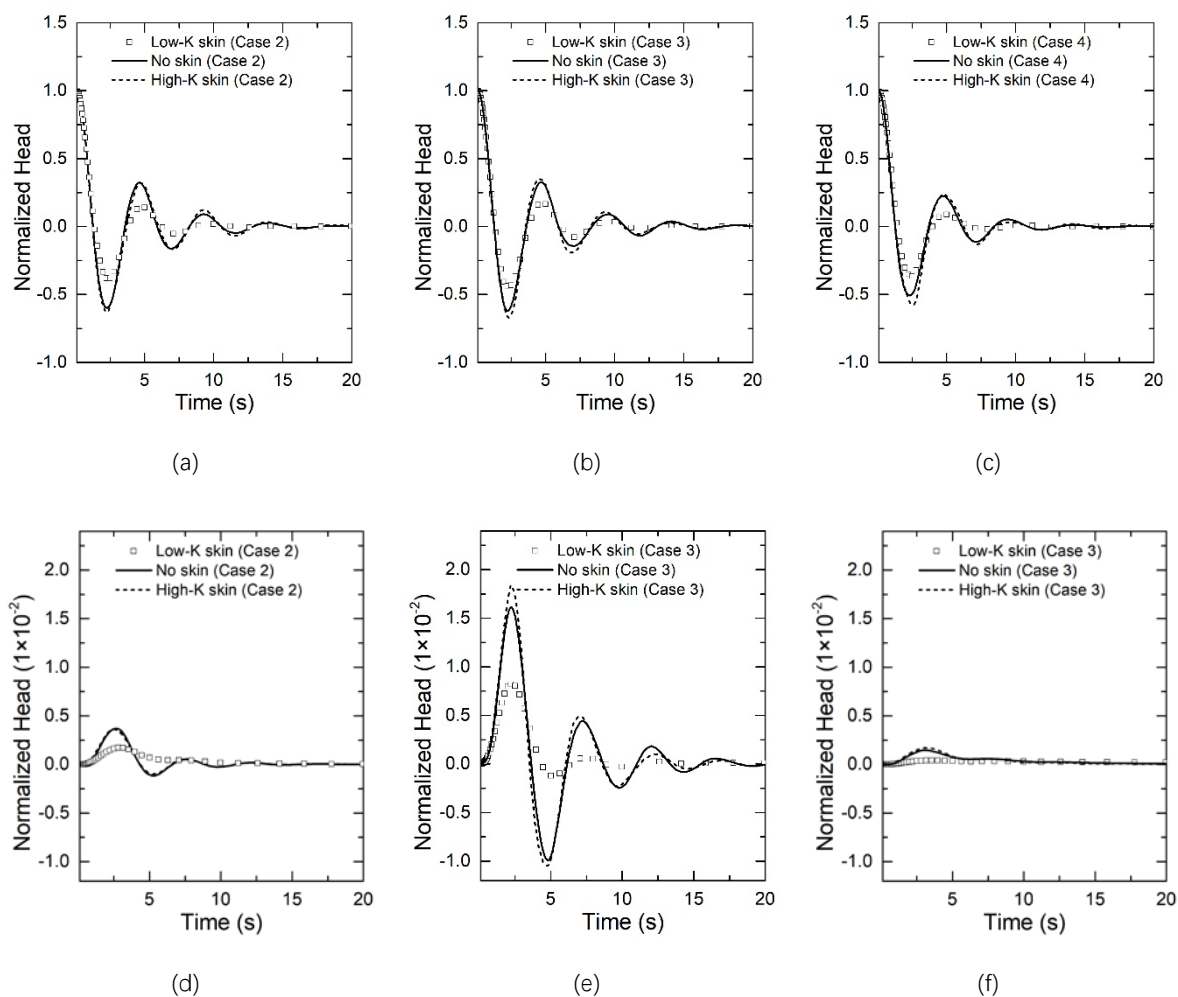 1.5
1.0
0.5
0.0
-0.5
-1.0
Normalized Head
Low-K skin (Case 2)
No skin (Case 2)
High-K skin (Case 2)
5
10
15
20
Time (s)
(a)
1.5
1.0
0.5
0.0
-0.5
-1.0
Normalized Head
Low-K skin (Case 3)
No skin (Case 3)
High-K skin (Case 3)
5
10
15
20
Time (s)
(b)
1.5
1.0
0.5
0.0
-0.5
-1.0
Normalized Head
Low-K skin (Case 4)
No skin (Case 4)
High-K skin (Case 4)
5
10
15
20
Time (s)
(c)
2.0
1.5
1.0
0.5
0.0
-0.5
-1.0
Normalized Head (1×10⁻²)
Low-K skin (Case 2)
No skin (Case 2)
High-K skin (Case 2)
5
10
15
20
Time (s)
(d)
2.0
1.5
1.0
0.5
0.0
-0.5
-1.0
Normalized Head (1×10⁻²)
Low-K skin (Case 3)
No skin (Case 3)
High-K skin (Case 3)
5
10
15
20
Time (s)
(e)
2.0
1.5
1.0
0.5
0.0
-0.5
-1.0
Normalized Head (1×10⁻²)
Low-K skin (Case 3)
No skin (Case 3)
High-K skin (Case 3)
5
10
15
20
Time (s)
(f)